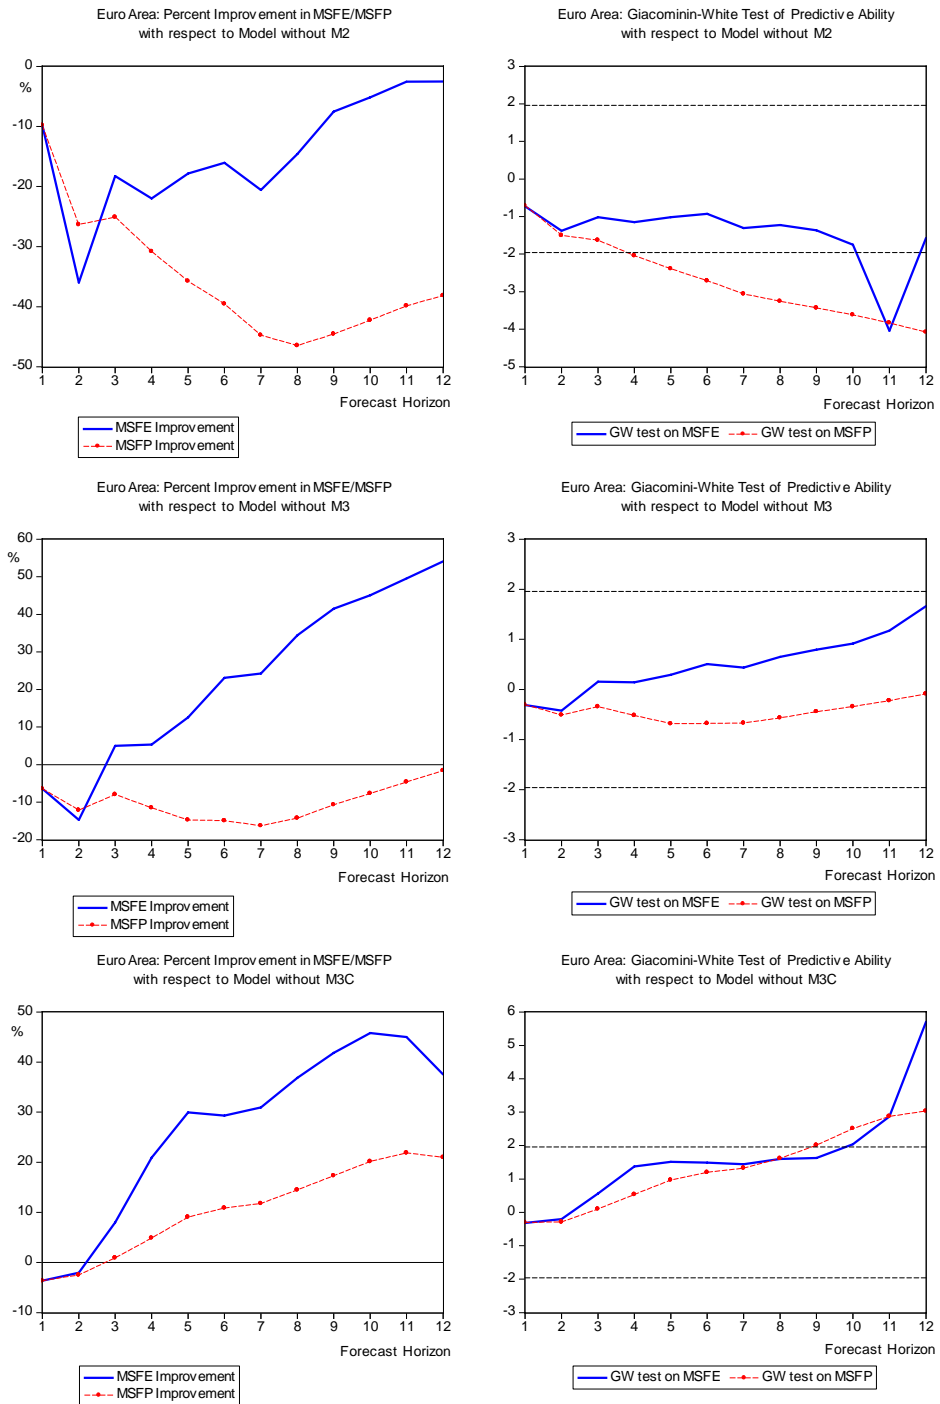 Euro Area: Percent Improvement in MSFE/MSFP
with respect to Model without M2
0
%
-10
-20
-30
-40
-50
1 2 3 4 5 6 7 8 9 10 11 12
Forecast Horizon
MSFE Improvement
MSFP Improvement
Euro Area: Giacominin-White Test of Predictive Ability
with respect to Model without M2
3
2
1
0
-1
-2
-3
-4
-5
1 2 3 4 5 6 7 8 9 10 11 12
Forecast Horizon
GW test on MSFE GW test on MSFP
Euro Area: Percent Improvement in MSFE/MSFP
with respect to Model without M3
60
%
50
40
30
20
10
0
-10
-20
1 2 3 4 5 6 7 8 9 10 11 12
Forecast Horizon
MSFE Improvement
MSFP Improvement
Euro Area: Giacomini-White Test of Predictive Ability
with respect to Model without M3
3
2
1
0
-1
-2
-3
1 2 3 4 5 6 7 8 9 10 11 12
Forecast Horizon
GW test on MSFE GW test on MSFP
Euro Area: Percent Improvement in MSFE/MSFP
with respect to Model without M3C
50
%
40
30
20
10
0
-10
1 2 3 4 5 6 7 8 9 10 11 12
Forecast Horizon
MSFE Improvement
MSFP Improvement
Euro Area: Giacomini-White Test of Predictive Ability
with respect to Model without M3C
6
5
4
3
2
1
0
-1
-2
-3
1 2 3 4 5 6 7 8 9 10 11 12
Forecast Horizon
GW test on MSFE GW test on MSFP